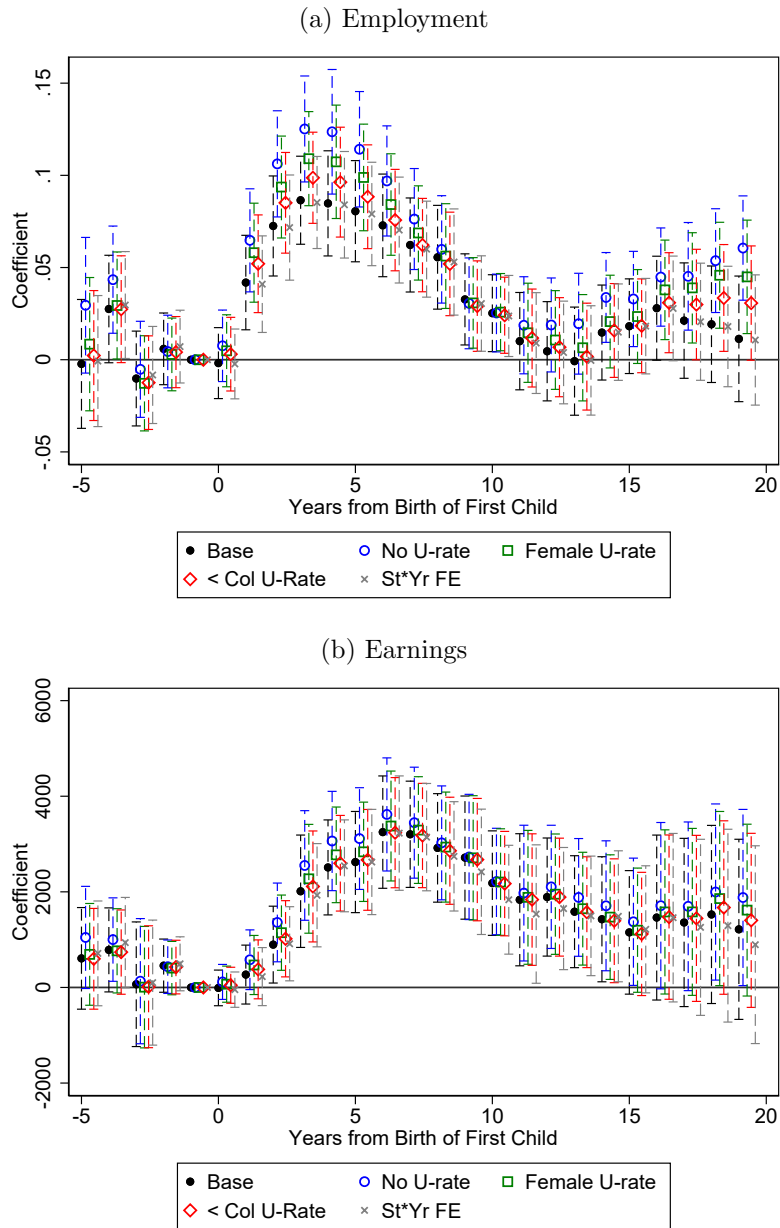 (a) Employment
.15
.1
.05
0
-.05
Coefficient
-5 0 5 10 15 20
Years from Birth of First Child
Base No U-rate Female U-rate
< Col U-Rate St*Yr FE
(b) Earnings
6000
4000
2000
0
-2000
Coefficient
-5 0 5 10 15 20
Years from Birth of First Child
Base No U-rate Female U-rate
< Col U-Rate St*Yr FE